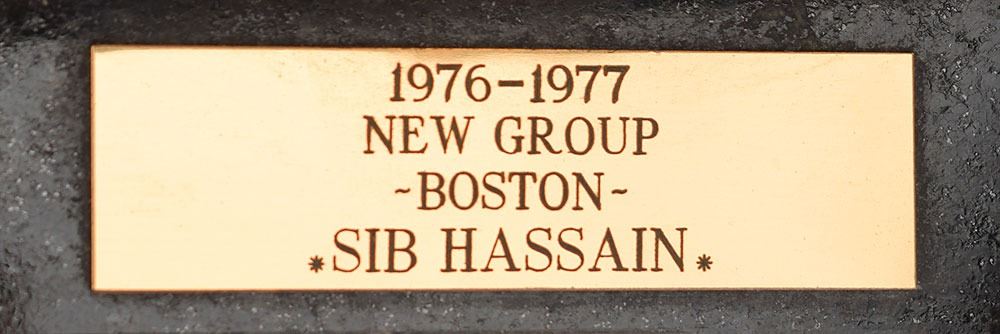 1976-1977
NEW GROUP
~BOSTON~
*SIB HASSAIN*